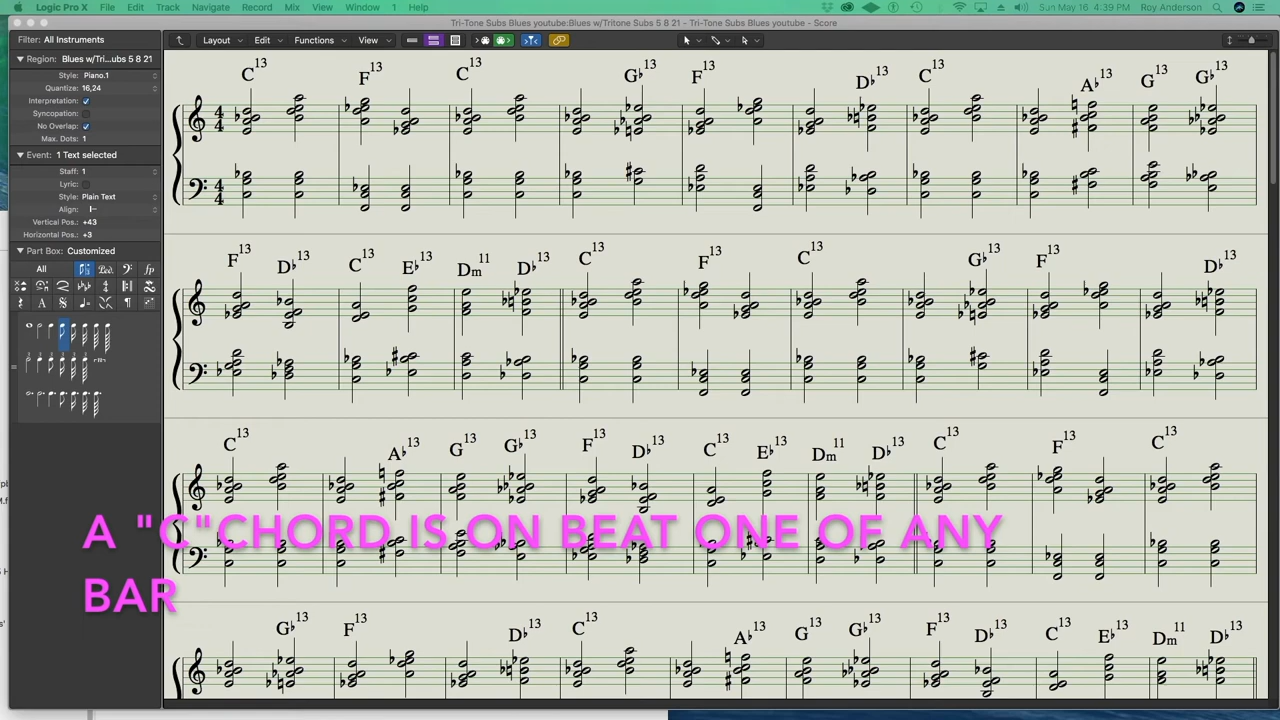 Logic Pro X File Edit Track Navigate Record Mix View Window 1 Help Sun May 16 4:39 PM Roy Anderson
Tri-Tone Subs Blues youtube:Blues w/Tritone Subs 5 8 21 - Tri-Tone Subs Blues youtube - Score
Filter: All Instruments
Layout Edit Functions View
Region: Blues w/Tri...ubs 5 8 21
Style: Piano.1
Quantize: 16,24
Interpretation:
Syncopation:
No Overlap:
Max. Dots: 1
Event: 1 Text selected
Staff: 1
Lyric:
Style: Plain Text
Align:
Vertical Pos.: +43
Horizontal Pos.: +3
Part Box: Customized
All
C13 F13 C13 G♭13 F13 D♭13 C13 A♭13 G13 G♭13
F13 D♭13 C13 E♭13 Dm11 D♭13 C13 F13 C13 G♭13 F13 D♭13
C13 A♭13 G13 G♭13 F13 D♭13 C13 E♭13 Dm11 D♭13 C13 F13 C13
A "C"CHORD IS ON BEAT ONE OF ANY
BAR
G♭13 F13 D♭13 C13 A♭13 G13 G♭13 F13 D♭13 C13 E♭13 Dm11 D♭13